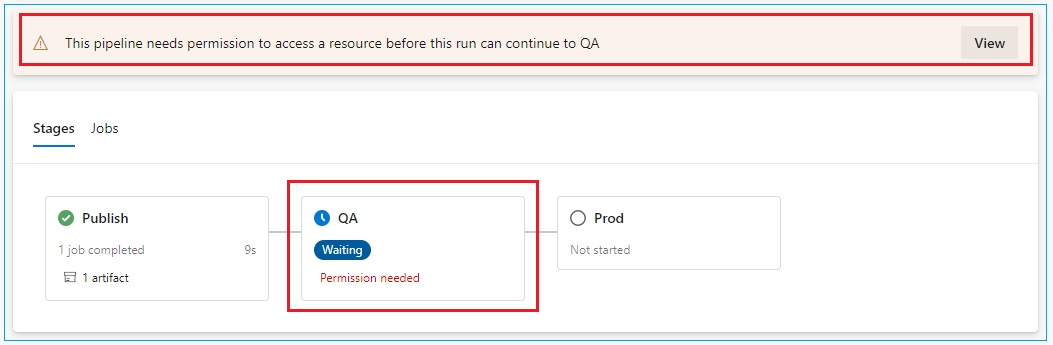 This pipeline needs permission to access a resource before this run can continue to QA
View
Stages Jobs
Publish
1 job completed 9s
1 artifact
QA
Waiting
Permission needed
Prod
Not started